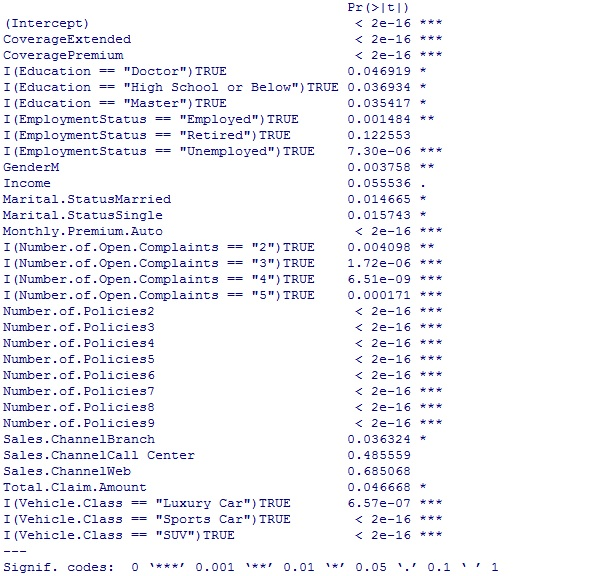 Pr(>|t|)
(Intercept) < 2e-16 ***
CoverageExtended < 2e-16 ***
CoveragePremium < 2e-16 ***
I(Education == "Doctor")TRUE 0.046919 *
I(Education == "High School or Below")TRUE 0.036934 *
I(Education == "Master")TRUE 0.035417 *
I(EmploymentStatus == "Employed")TRUE 0.001484 **
I(EmploymentStatus == "Retired")TRUE 0.122553
I(EmploymentStatus == "Unemployed")TRUE 7.30e-06 ***
GenderM 0.003758 **
Income 0.055536 .
Marital.StatusMarried 0.014665 *
Marital.StatusSingle 0.015743 *
Monthly.Premium.Auto < 2e-16 ***
I(Number.of.Open.Complaints == "2")TRUE 0.004098 **
I(Number.of.Open.Complaints == "3")TRUE 1.72e-06 ***
I(Number.of.Open.Complaints == "4")TRUE 6.51e-09 ***
I(Number.of.Open.Complaints == "5")TRUE 0.000171 ***
Number.of.Policies2 < 2e-16 ***
Number.of.Policies3 < 2e-16 ***
Number.of.Policies4 < 2e-16 ***
Number.of.Policies5 < 2e-16 ***
Number.of.Policies6 < 2e-16 ***
Number.of.Policies7 < 2e-16 ***
Number.of.Policies8 < 2e-16 ***
Number.of.Policies9 < 2e-16 ***
Sales.ChannelBranch 0.036324 *
Sales.ChannelCall Center 0.485559
Sales.ChannelWeb 0.685068
Total.Claim.Amount 0.046668 *
I(Vehicle.Class == "Luxury Car")TRUE 6.57e-07 ***
I(Vehicle.Class == "Sports Car")TRUE < 2e-16 ***
I(Vehicle.Class == "SUV")TRUE < 2e-16 ***
---
Signif. codes: 0 ‘***’ 0.001 ‘**’ 0.01 ‘*’ 0.05 ‘.’ 0.1 ‘ ’ 1